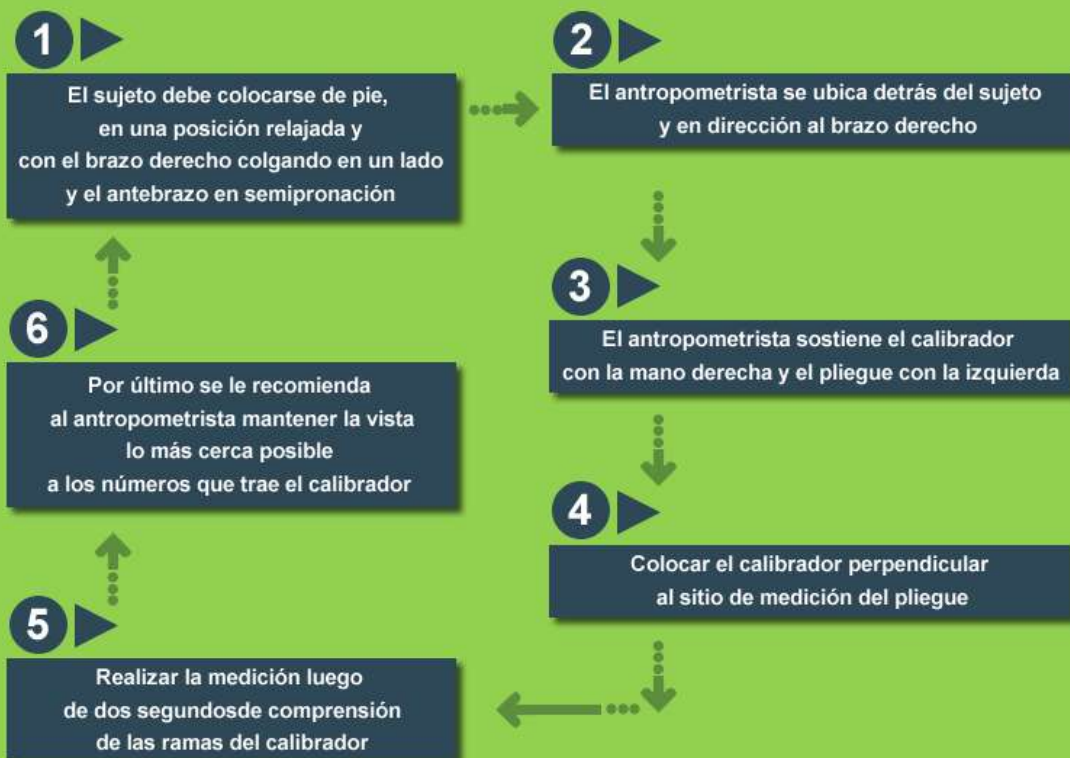 1
El sujeto debe colocarse de pie,
en una posición relajada y
con el brazo derecho colgando en un lado
y el antebrazo en semipronación
2
El antropometrista se ubica detrás del sujeto
y en dirección al brazo derecho
3
El antropometrista sostiene el calibrador
con la mano derecha y el pliegue con la izquierda
4
Colocar el calibrador perpendicular
al sitio de medición del pliegue
5
Realizar la medición luego
de dos segundosde comprensión
de las ramas del calibrador
6
Por último se le recomienda
al antropometrista mantener la vista
lo más cerca posible
a los números que trae el calibrador